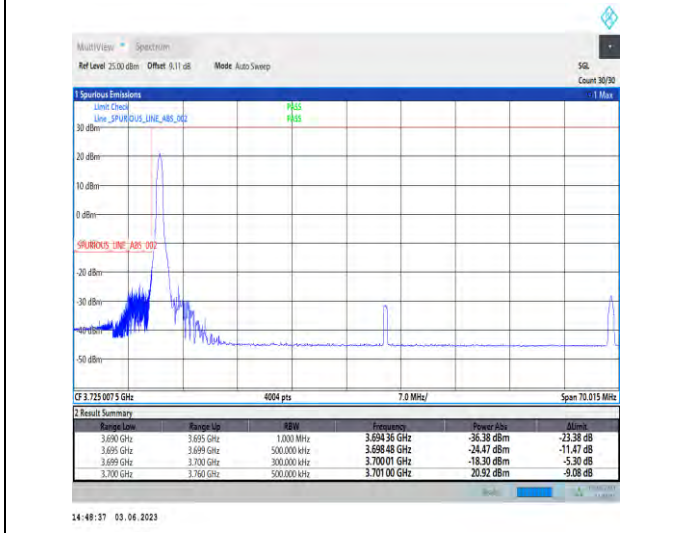 MultiView Spectrum
Ref Level 25.00 dBm Offset 9.11 dB Mode Auto Sweep SGL
Count 30/30
1 Spurious Emissions 1 Max
Limit Check PASS
Line _SPURIOUS_LINE_ABS_002 PASS
30 dBm
20 dBm
10 dBm
0 dBm
_SPURIOUS_LINE_ABS_002
-20 dBm
-30 dBm
-40 dBm
-50 dBm
CF 3.725 007 5 GHz 4004 pts 7.0 MHz/ Span 70.015 MHz
2 Result Summary
Range Low Range Up RBW Frequency Power Abs ΔLimit
3.690 GHz 3.695 GHz 1.000 MHz 3.694 36 GHz -36.38 dBm -23.38 dB
3.695 GHz 3.699 GHz 500.000 kHz 3.698 48 GHz -24.47 dBm -11.47 dB
3.699 GHz 3.700 GHz 300.000 kHz 3.700 01 GHz -18.30 dBm -5.30 dB
3.700 GHz 3.760 GHz 500.000 kHz 3.701 00 GHz 20.92 dBm -9.08 dB
14:48:37 03.06.2023